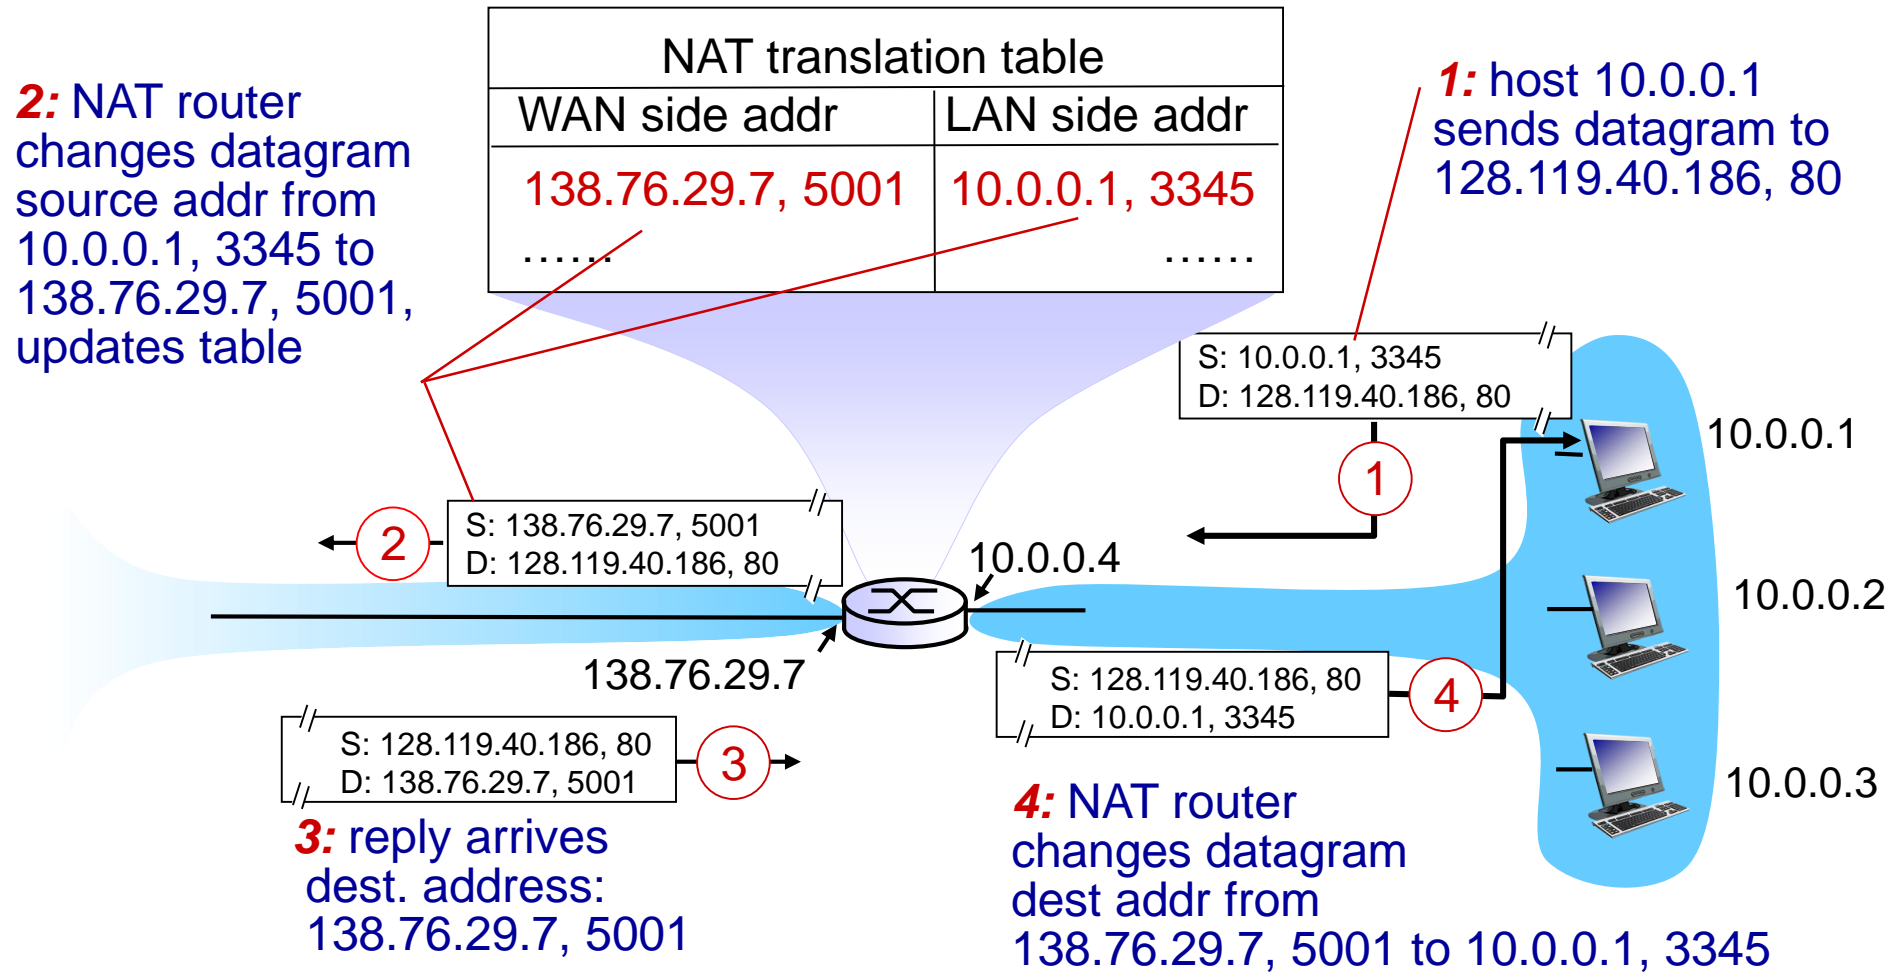 NAT translation table
WAN side addr
LAN side addr
138.76.29.7, 5001
10.0.0.1, 3345
......
......
2: NAT router
changes datagram
source addr from
10.0.0.1, 3345 to
138.76.29.7, 5001,
updates table
1: host 10.0.0.1
sends datagram to
128.119.40.186, 80
S: 10.0.0.1, 3345
D: 128.119.40.186, 80
1
10.0.0.1
S: 138.76.29.7, 5001
D: 128.119.40.186, 80
2
10.0.0.4
10.0.0.2
138.76.29.7
S: 128.119.40.186, 80
D: 10.0.0.1, 3345
4
S: 128.119.40.186, 80
D: 138.76.29.7, 5001
3
10.0.0.3
3: reply arrives
dest. address:
138.76.29.7, 5001
4: NAT router
changes datagram
dest addr from
138.76.29.7, 5001 to 10.0.0.1, 3345